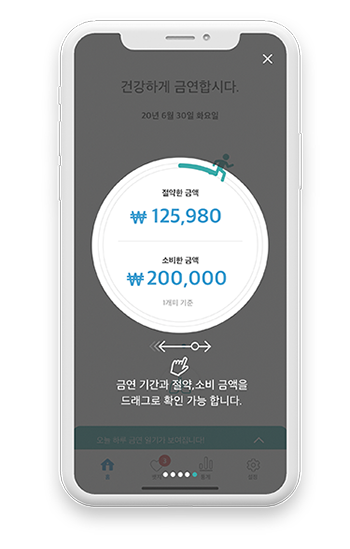 건강하게 금연합시다.
20년 6월 30일 화요일
절약한 금액
₩ 125,980
소비한 금액
₩200,000
1개피 기준
금연 기간과 절약,소비 금액을
드래그로 확인 가능 합니다.
오늘 하루 금연 용기가 보여집니다!
홈
통계
설정